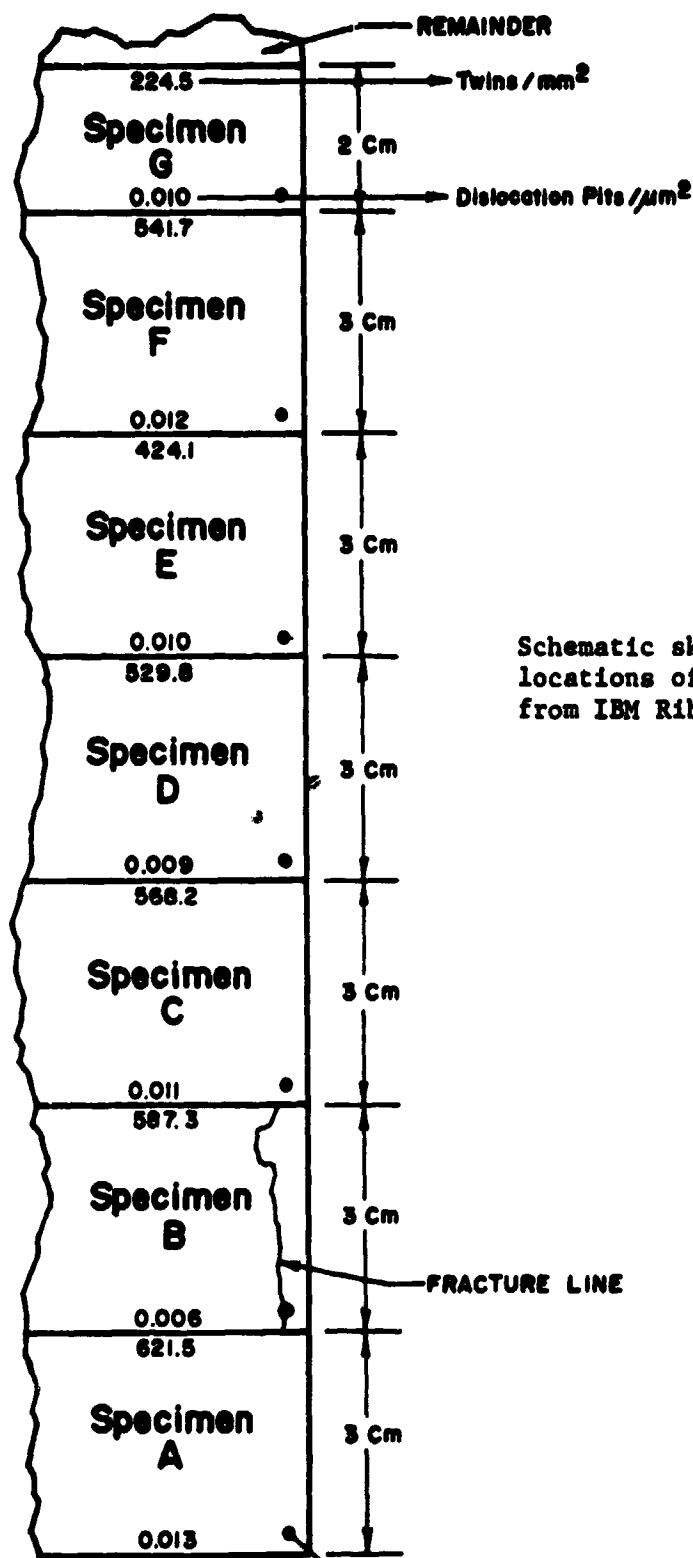 REMAINDER
224.5
Twins/mm²
Specimen
G
2 Cm
0.010
Dislocation Pits/μm²
541.7
Specimen
F
3 Cm
0.012
424.1
Specimen
E
3 Cm
0.010
529.8
Schematic
locations of
from IBM
Specimen
D
3 Cm
0.009
568.2
Specimen
C
3 Cm
0.011
587.3
Specimen
B
3 Cm
FRACTURE LINE
0.006
621.5
Specimen
A
3 Cm
0.013